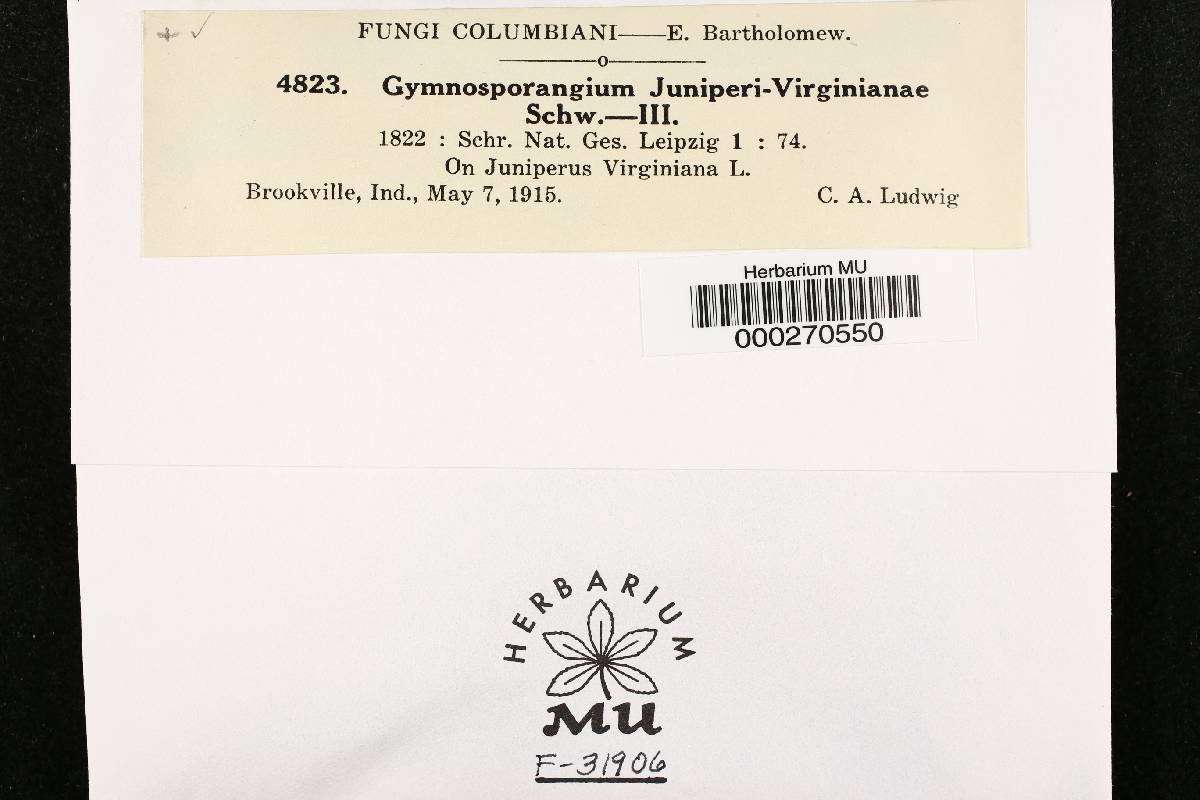 FUNGI COLUMBIANI——E. Bartholomew.
4823. Gymnosporangium Juniperi-Virginianae
Schw.—III.
1822 : Schr. Nat. Ges. Leipzig 1 : 74.
On Juniperus Virginiana L.
Brookville, Ind., May 7, 1915. C. A. Ludwig
Herbarium MU
000270550
HERBARIUM
MU
F-31906